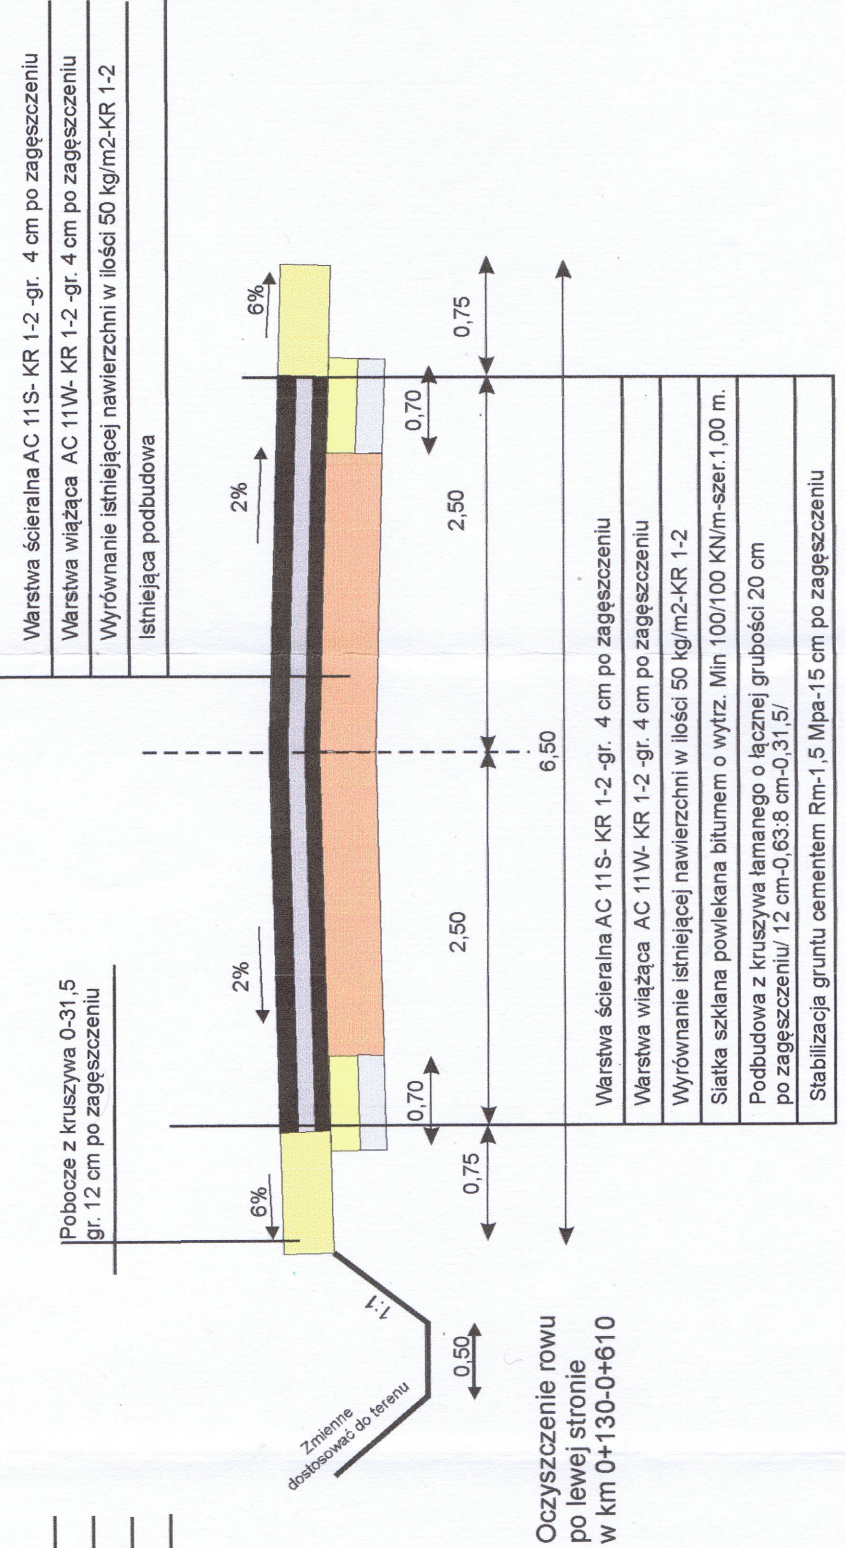 Warstwa ścieralna AC 11S- KR 1-2 -gr. 4 cm po zagęszczeniu
Warstwa wiążąca AC 11W- KR 1-2 -gr. 4 cm po zagęszczeniu
Wyrównanie istniejącej nawierzchni w ilości 50 kg/m2-KR 1-2
Istniejąca podbudowa
Pobocze z kruszywa 0-31,5
gr. 12 cm po zagęszczeniu
6%
2%
2%
6%
1:1
Zmienne
dostosować do terenu
0,50
0,70
0,70
0,75
2,50
2,50
0,75
6,50
Oczyszczenie rowu
po lewej stronie
w km 0+130-0+610
Warstwa ścieralna AC 11S- KR 1-2 -gr. 4 cm po zagęszczeniu
Warstwa wiążąca AC 11W- KR 1-2 -gr. 4 cm po zagęszczeniu
Wyrównanie istniejącej nawierzchni w ilości 50 kg/m2-KR 1-2
Siatka szklana powlekana bitumem o wytrz. Min 100/100 KN/m-szer.1,00 m.
Podbudowa z kruszywa łamanego o łącznej grubości 20 cm
po zagęszczeniu/ 12 cm-0,63:8 cm-0,31,5/
Stabilizacja gruntu cementem Rm-1,5 Mpa-15 cm po zagęszczeniu